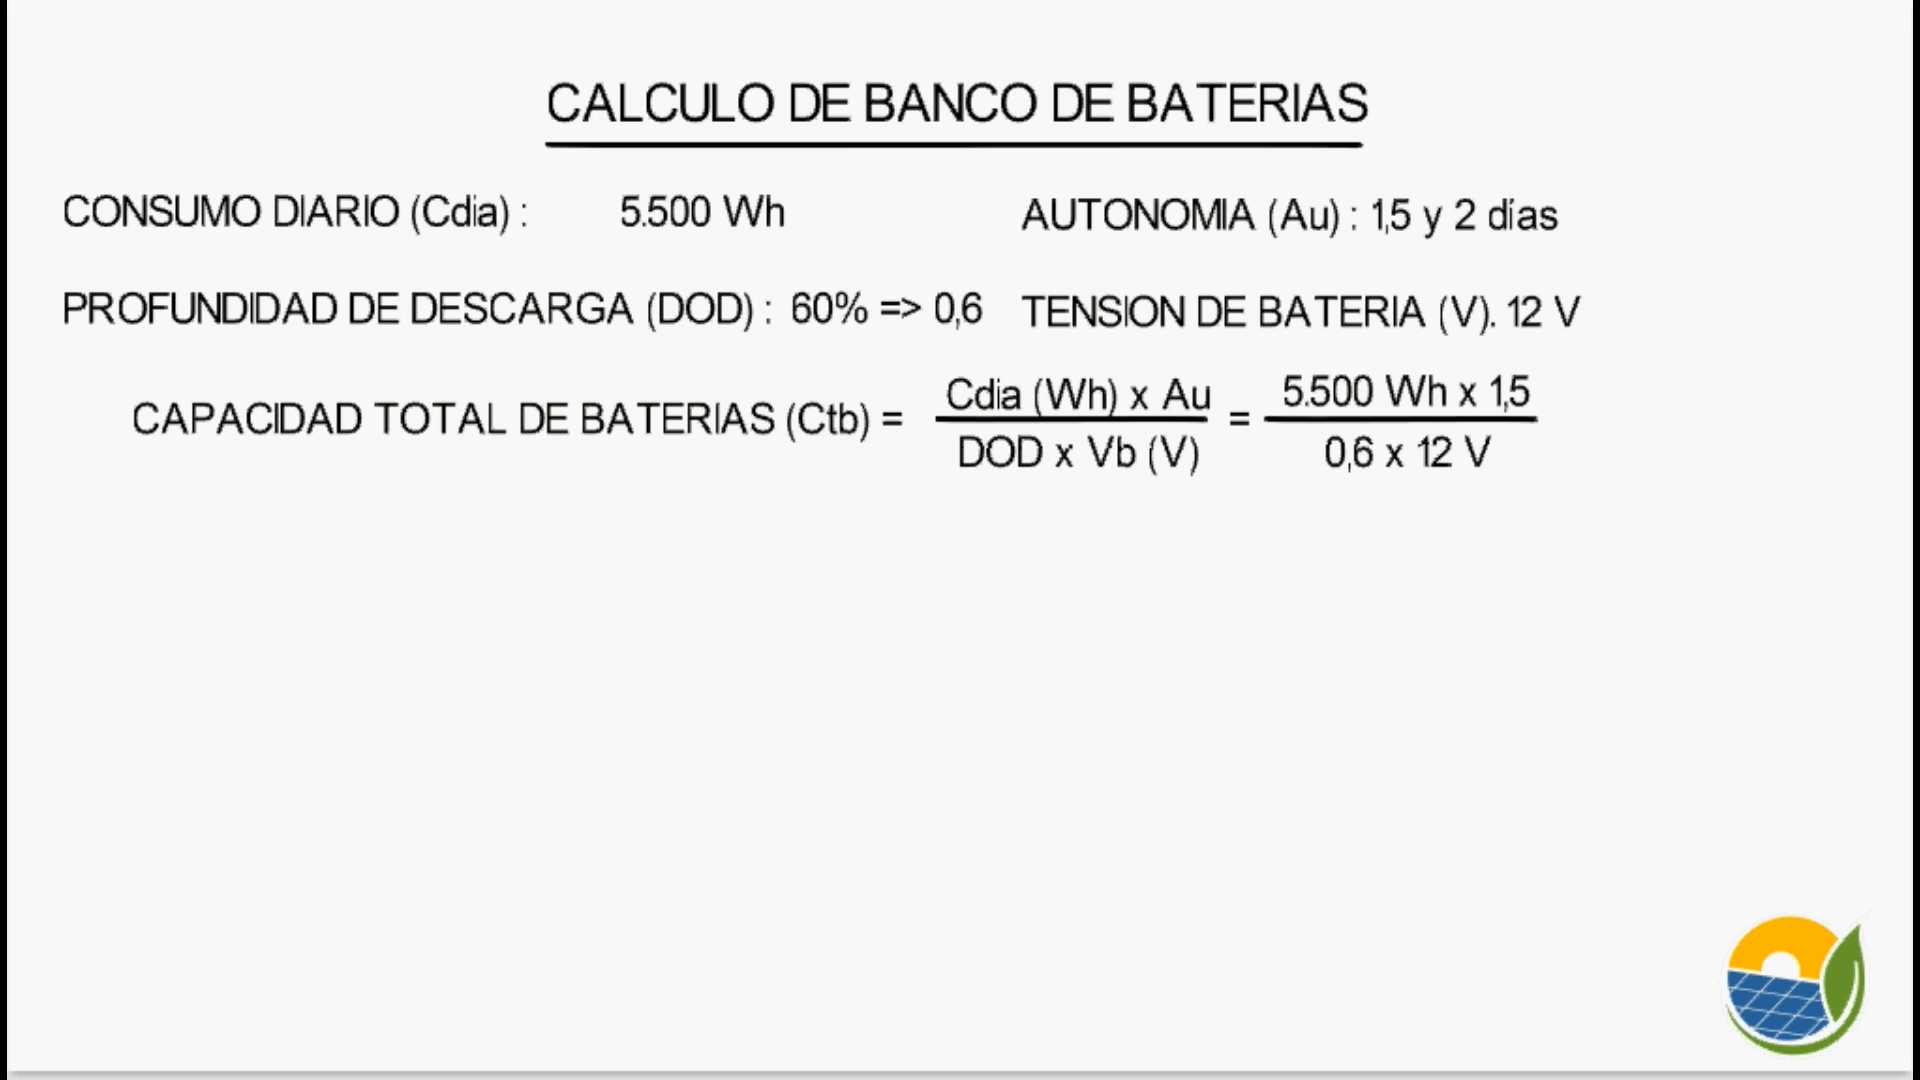 CALCULO DE BANCO DE BATERIAS
CONSUMO DIARIO (Cdia) : 5.500 Wh
AUTONOMIA (Au) : 1,5 y 2 días
PROFUNDIDAD DE DESCARGA (DOD) : 60% => 0,6
TENSION DE BATERIA (V). 12 V
CAPACIDAD TOTAL DE BATERIAS (Ctb) = Cdia (Wh) x Au = 5.500 Wh x 1,5
DOD x Vb (V) 0,6 x 12 V